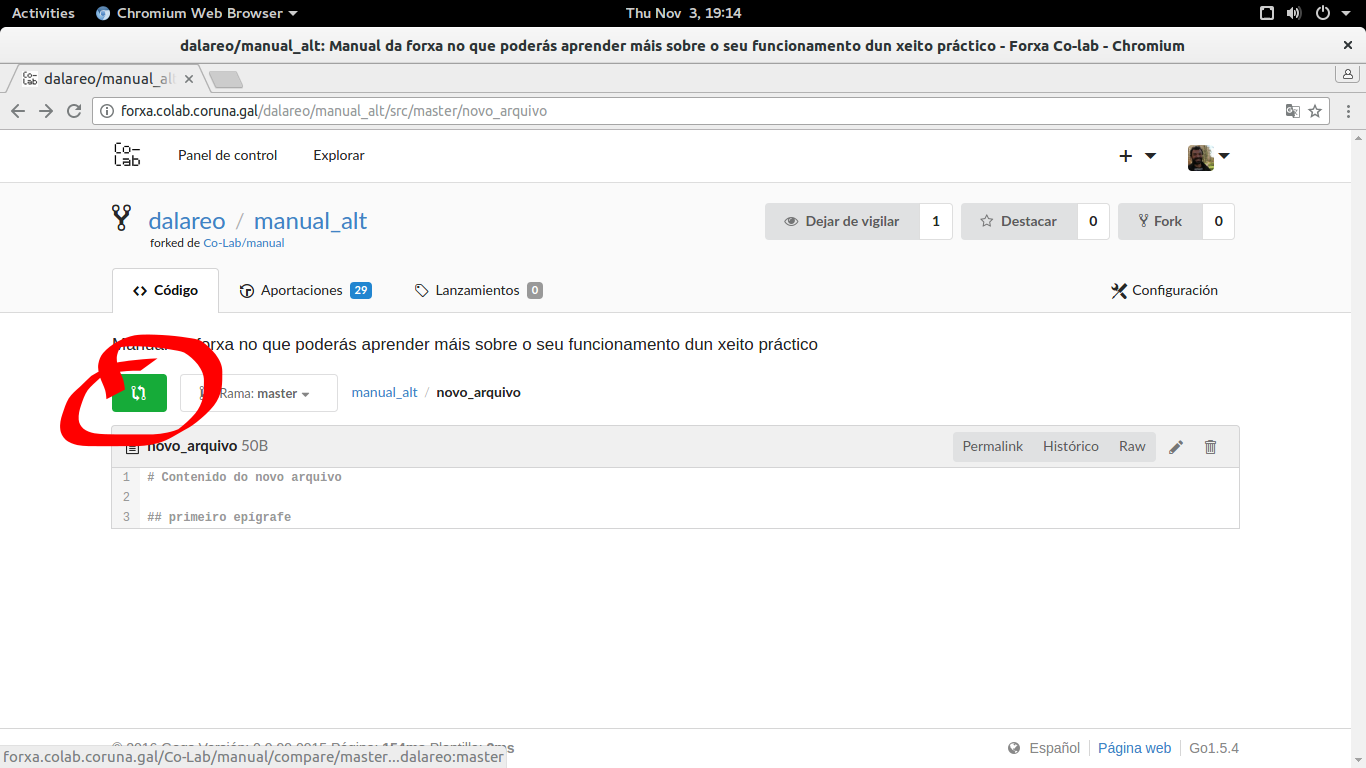 Activities Chromium Web Browser Thu Nov 3, 19:14
dalareo/manual_alt: Manual da forxa no que poderás aprender máis sobre o seu funcionamento dun xeito práctico - Forxa Co-lab - Chromium
Co-Lab dalareo/manual_alt
forxa.colab.coruna.gal/dalareo/manual_alt/src/master/novo_arquivo
Co-Lab Panel de control Explorar
dalareo / manual_alt Dejar de vigilar 1 Destacar 0 Fork 0
forked de Co-Lab/manual
Código Aportaciones 29 Lanzamientos 0 Configuración
forxa no que poderás aprender máis sobre o seu funcionamento dun xeito práctico
Rama: master manual_alt / novo_arquivo
novo_arquivo 50B Permalink Histórico Raw
1 # Contenido do novo arquivo
2
3 ## primeiro epígrafe
Español Página web Go1.5.4
forxa.colab.coruna.gal/Co-Lab/manual/compare/master...dalareo:master